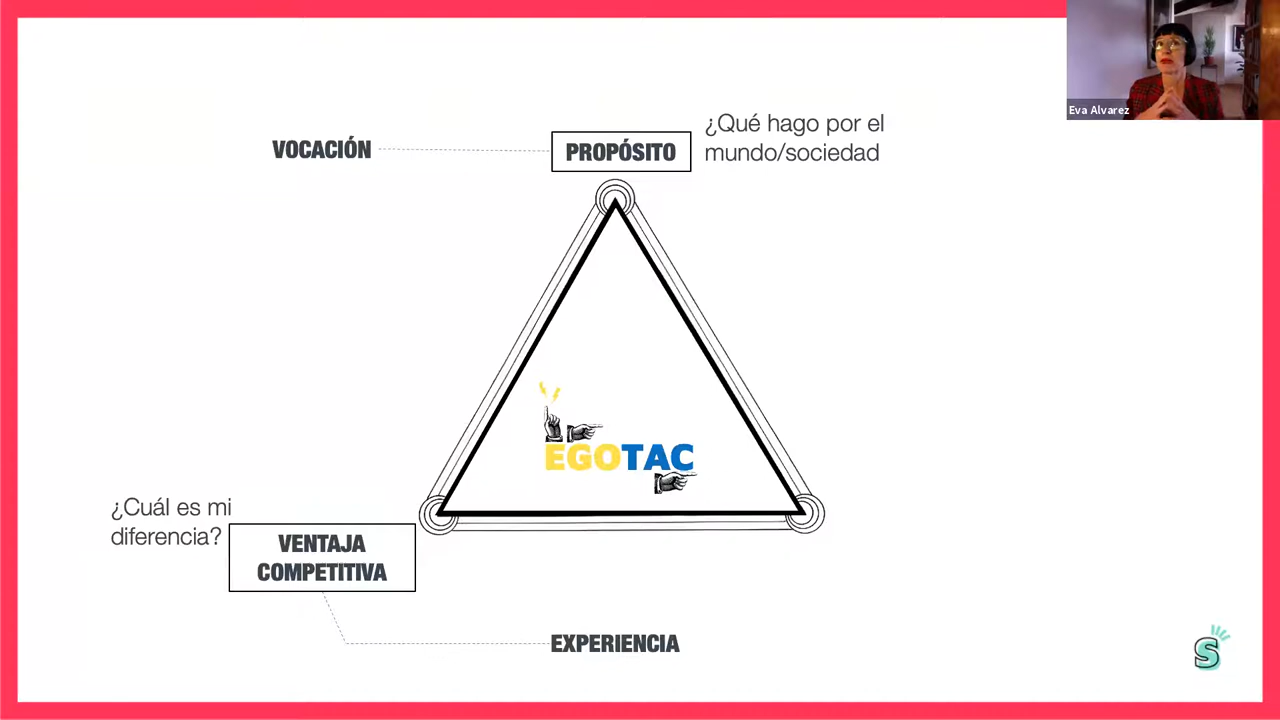 Eva Alvarez
¿Qué hago por el
mundo/sociedad
VOCACIÓN
PROPÓSITO
EGOTAC
¿Cuál es mi
diferencia?
VENTAJA
COMPETITIVA
EXPERIENCIA
S